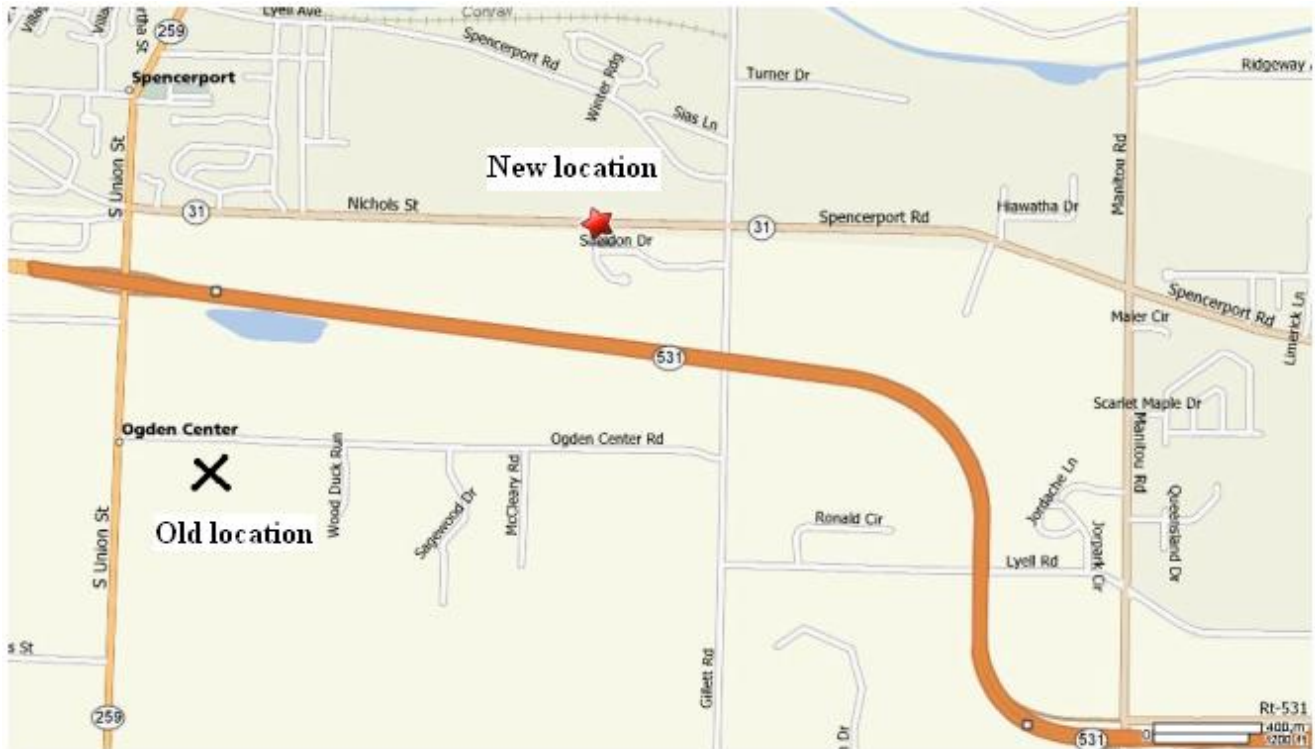 Lyell Ave
Conrail
259
Spencerport Rd
Winter Rdg
Turner Dr
Ridgeway
Spencerport
Sias Ln
S Union St
New location
Manitou Rd
Nichols St
31
Spencerport Rd
31
Hiawatha Dr
Spencerport Rd
Limerick Ln
Maier Cir
531
Scarlet Maple Dr
Ogden Center
Ogden Center Rd
Manitou Rd
Wood Duck Run
Sagewood Dr
McCleary Rd
Jordache Ln
Queensland Dr
Old location
Ronald Cir
S Union St
Lyell Rd
Jorpark Cir
s St
Gillett Rd
259
n Dr
Rt-531
531
0
400 m
1200 ft